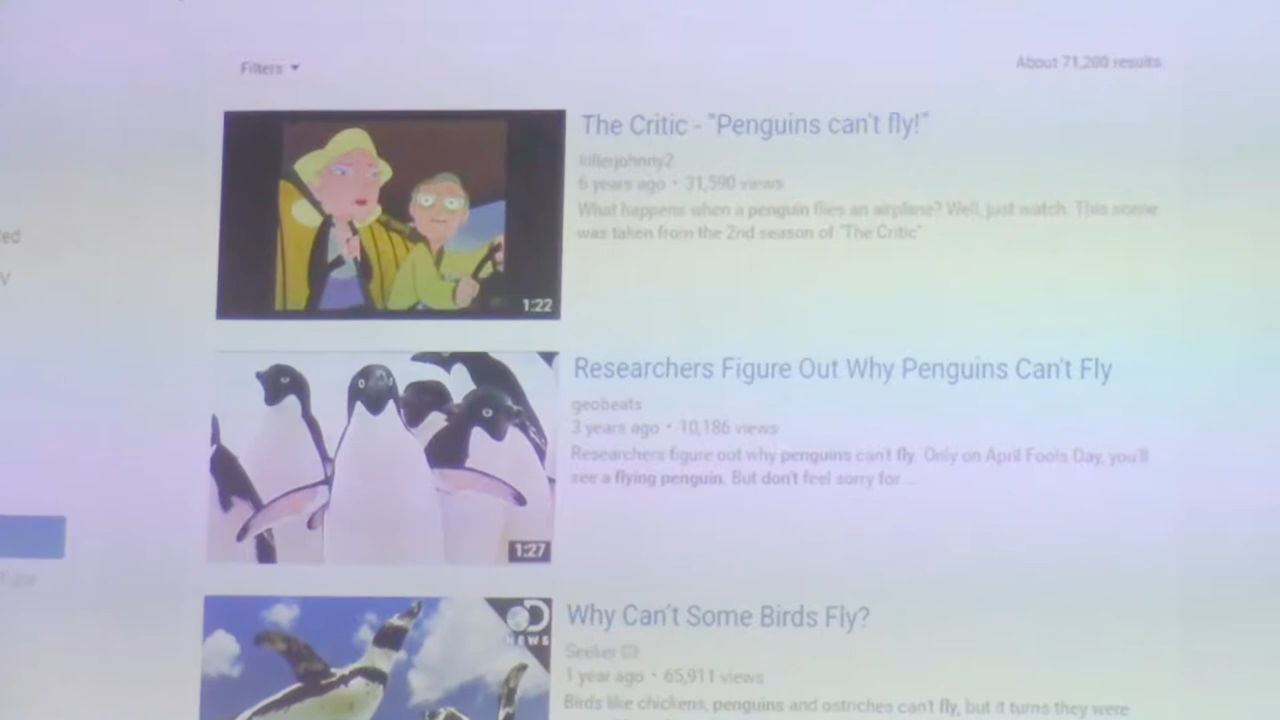 Filters
About 71,200 results
The Critic - "Penguins can't fly!"
killerjohnny2
6 years ago • 31,590 views
What happens when a penguin flies an airplane? Well, just watch. This scene
was taken from the 2nd season of "The Critic"
1:22
Researchers Figure Out Why Penguins Can't Fly
geobeats
3 years ago • 10,186 views
Researchers figure out why penguins can't fly. Only on April Fools Day, you'll
see a flying penguin. But don't feel sorry for ...
1:27
Why Can't Some Birds Fly?
NEWS
Seeker
1 year ago • 65,911 views
Birds like chickens, penguins and ostriches can't fly, but it turns they were